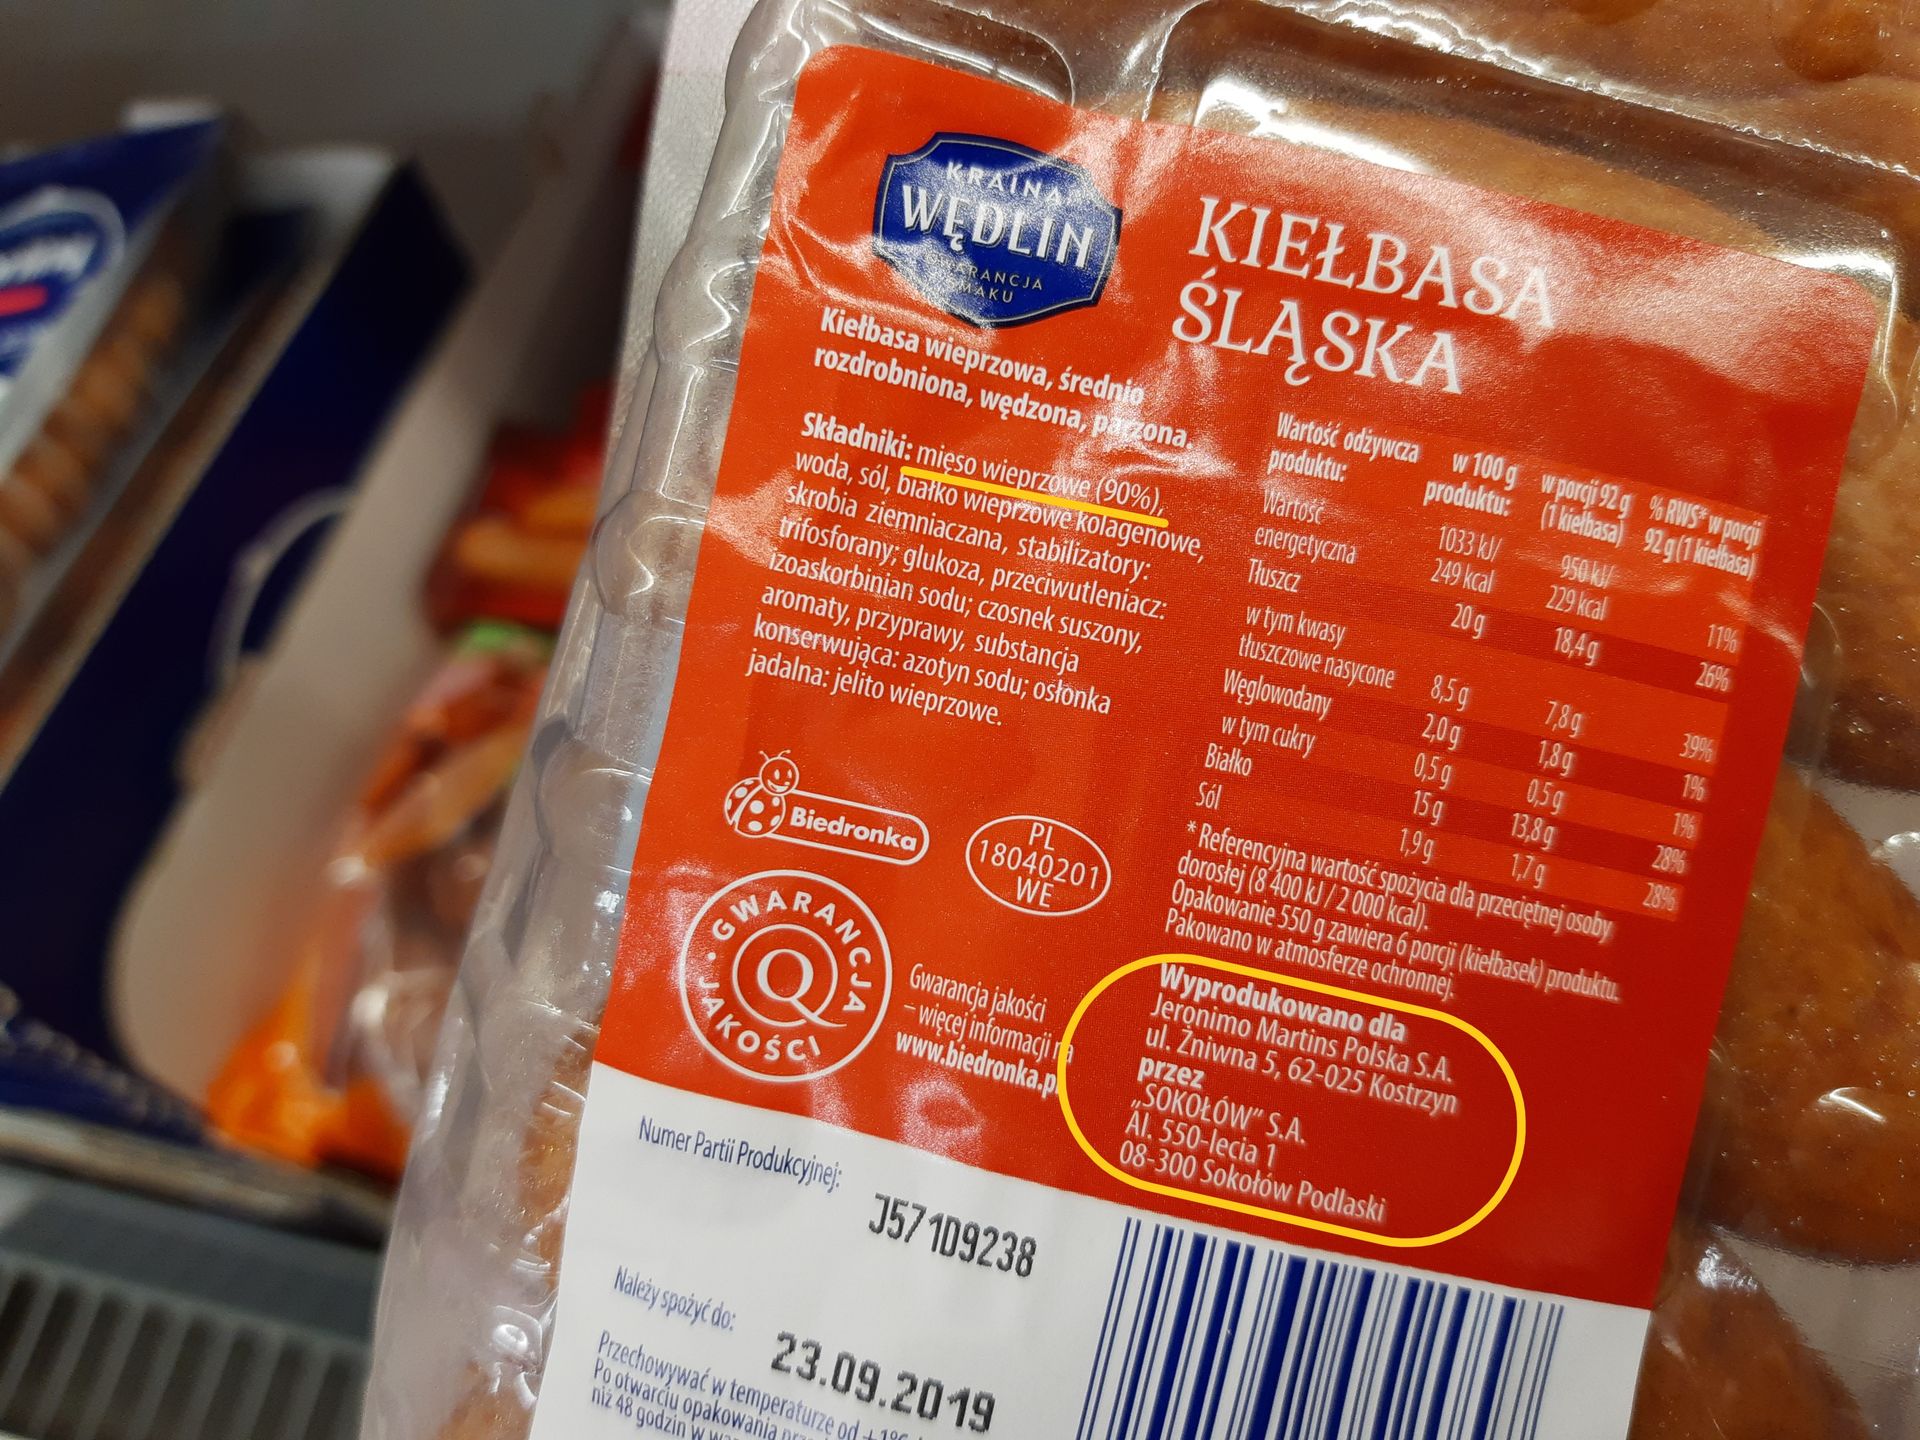 KRAINA
WĘDLIN
GWARANCJA
SMAKU
KIEŁBASA
ŚLĄSKA
Kiełbasa wieprzowa, średnio
rozdrobniona, wędzona, parzona.
Składniki: mięso wieprzowe (90%),
woda, sól, białko wieprzowe kolagenowe,
skrobia ziemniaczana, stabilizatory:
trifosforany; glukoza, przeciwutleniacz:
izoaskorbinian sodu; czosnek suszony,
aromaty, przyprawy, substancja
konserwująca: azotyn sodu; osłonka
jadalna: jelito wieprzowe.
Biedronka
PL
18040201
WE
GWARANCJA JAKOŚCI
Q
Gwarancja jakości
– więcej informacji na
www.biedronka.p
Wartość odżywcza produktu: w 100 g produktu: w porcji 92 g (1 kiełbasa) % RWS* w porcji 92 g (1 kiełbasa)
Wartość energetyczna 1033 kJ/ 249 kcal 950 kJ/ 229 kcal 11%
Tłuszcz 20 g 18,4 g 26%
w tym kwasy tłuszczowe nasycone 8,5 g 7,8 g 39%
Węglowodany 2,0 g 1,8 g 1%
w tym cukry 0,5 g 0,5 g 1%
Białko 15 g 13,8 g 28%
Sól 1,9 g 1,7 g 28%
* Referencyjna wartość spożycia dla przeciętnej osoby
dorosłej (8 400 kJ / 2 000 kcal).
Opakowanie 550 g zawiera 6 porcji (kiełbasek) produktu.
Pakowano w atmosferze ochronnej.
Wyprodukowano dla
Jeronimo Martins Polska S.A.
ul. Żniwna 5, 62-025 Kostrzyn
przez
„SOKOŁÓW” S.A.
Al. 550-lecia 1
08-300 Sokołów Podlaski
Numer Partii Produkcyjnej:
J571D9238
Należy spożyć do:
23.09.2019
Przechowywać w temperaturze od +1°C
Po otwarciu opakowania
niż 48 godzin w